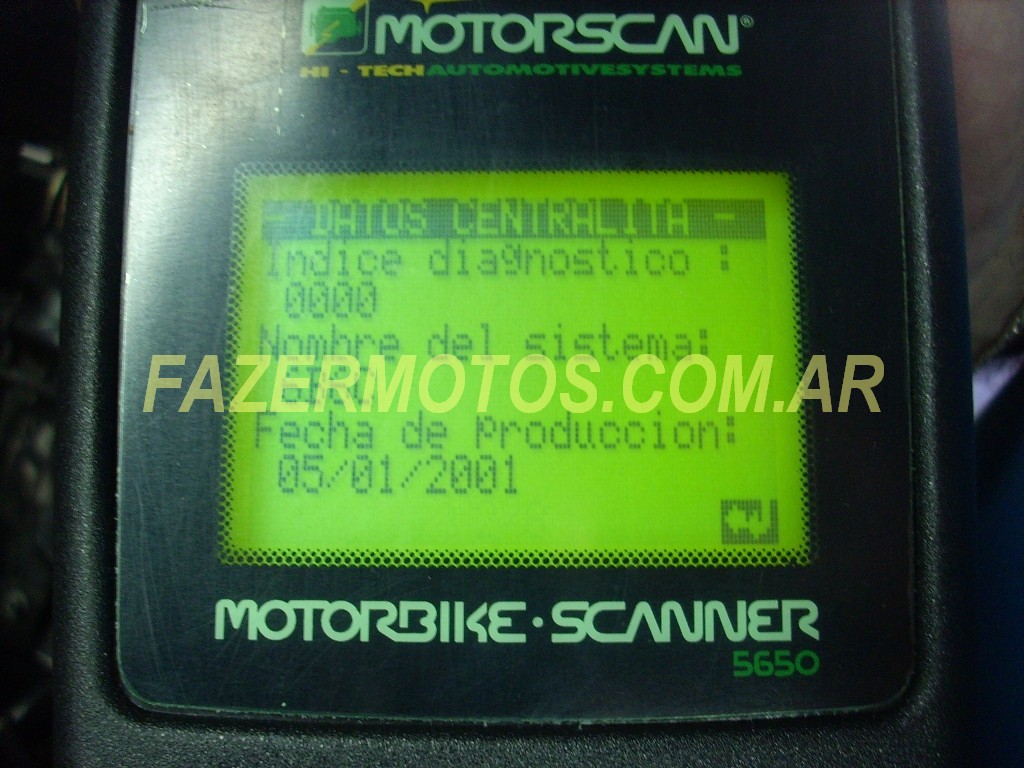 MOTORSCAN®
HI - TECH AUTOMOTIVESYSTEMS
- DATOS CENTRALITA -
Indice diagnostico :
0000
Nombre del sistema:
FAZERMOTOS.COM.AR
Fecha de Produccion:
05/01/2001
MOTORBIKE·SCANNER
5650